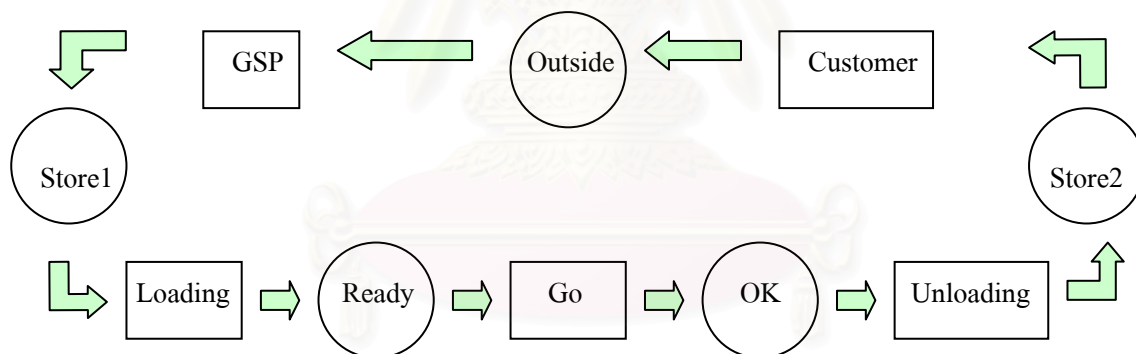 GSP
Outside
Customer
Store1
Store2
Loading
Ready
Go
OK
Unloading